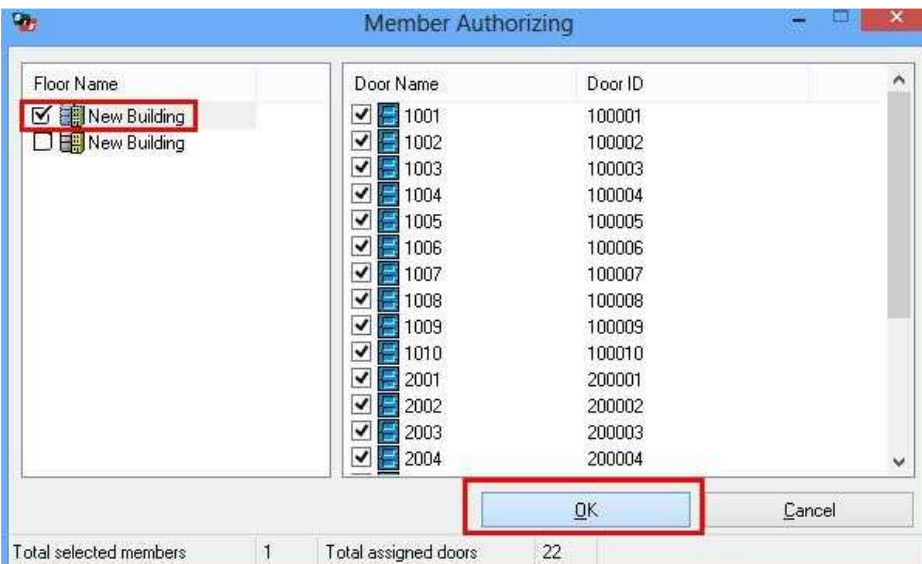 Member Authorizing
Floor Name
New Building
New Building
Door Name Door ID
1001 100001
1002 100002
1003 100003
1004 100004
1005 100005
1006 100006
1007 100007
1008 100008
1009 100009
1010 100010
2001 200001
2002 200002
2003 200003
2004 200004
OK Cancel
Total selected members 1 Total assigned doors 22